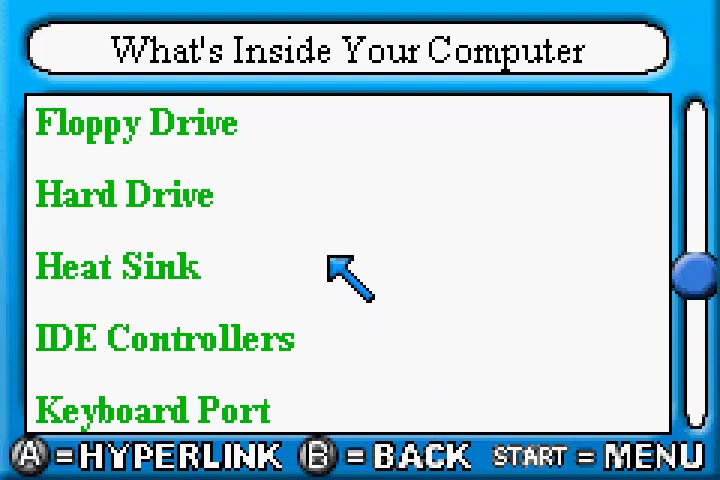 What's Inside Your Computer
Floppy Drive
Hard Drive
Heat Sink
IDE Controllers
Keyboard Port
A = HYPERLINK B = BACK START = MENU